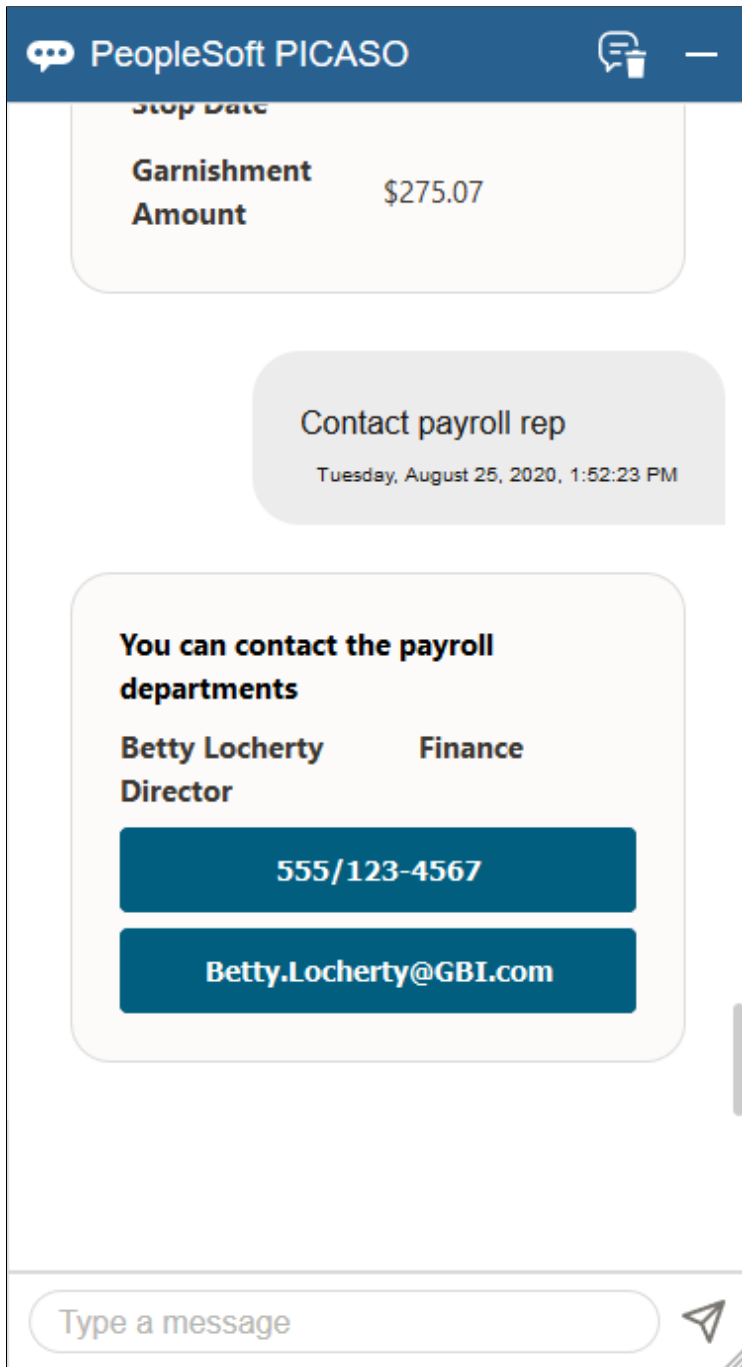 PeopleSoft PICASO
Stop Date
Garnishment
Amount
$275.07
Contact payroll rep
Tuesday, August 25, 2020, 1:52:23 PM
You can contact the payroll
departments
Betty Locherty Finance
Director
555/123-4567
Betty.Locherty@GBI.com
Type a message